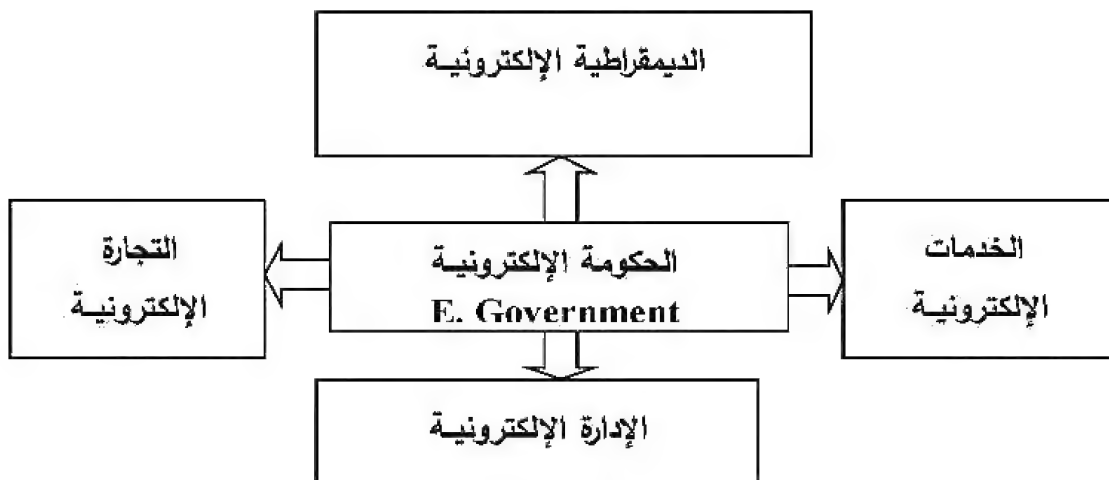 الديمقراطية الإلكترونية
الخدمات
الإلكترونية
الحكومة الإلكترونية
E. Government
التجارة
الإلكترونية
الإدارة الإلكترونية